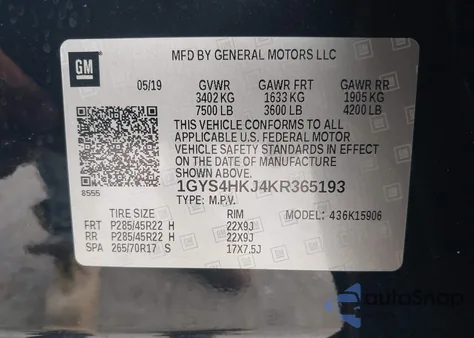 GM
MFD BY GENERAL MOTORS LLC
05/19 GVWR GAWR FRT GAWR RR
3402 KG 1633 KG 1905 KG
7500 LB 3600 LB 4200 LB
THIS VEHICLE CONFORMS TO ALL
APPLICABLE U.S. FEDERAL MOTOR
VEHICLE SAFETY STANDARDS IN EFFECT
ON THE DATE OF MANUFACTURE
SHOWN ABOVE.
8555 1GYS4HKJ4KR365193
TYPE: M.P.V.
TIRE SIZE RIM MODEL: 436K15906
FRT P285/45R22 H 22X9J
RR P285/45R22 H 22X9J
SPA 265/70R17 S 17X7.5J
autoSnap